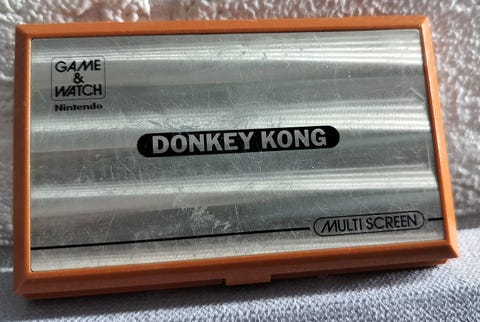 GAME
&
WATCH
Nintendo
DONKEY KONG
MULTI SCREEN